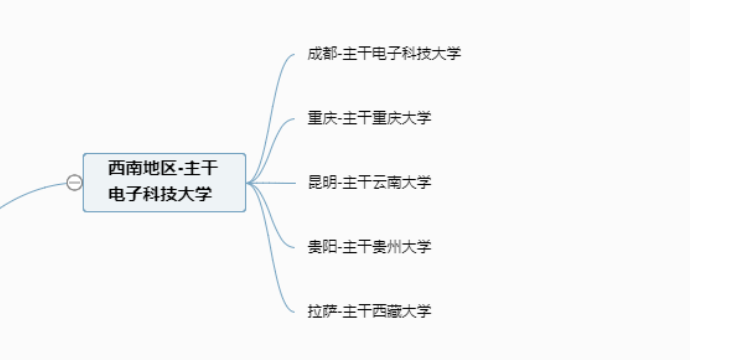 成都-主干电子科技大学
重庆-主干重庆大学
西南地区-主干
电子科技大学
昆明-主干云南大学
贵阳-主干贵州大学
拉萨-主干西藏大学